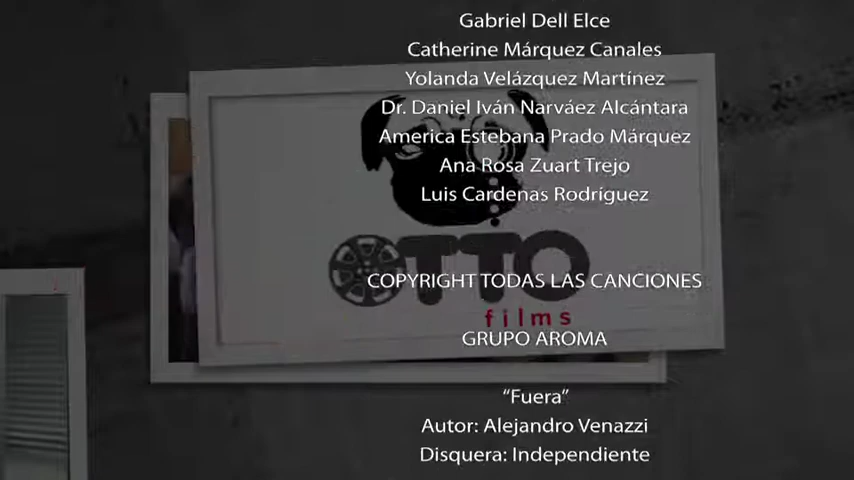 Gabriel Dell Elce
Catherine Márquez Canales
Yolanda Velázquez Martínez
Dr. Daniel Iván Narváez Alcántara
America Estebana Prado Márquez
Ana Rosa Zuart Trejo
Luis Cardenas Rodríguez
OTTO
COPYRIGHT TODAS LAS CANCIONES
films
GRUPO AROMA
“Fuera”
Autor: Alejandro Venazzi
Disquera: Independiente